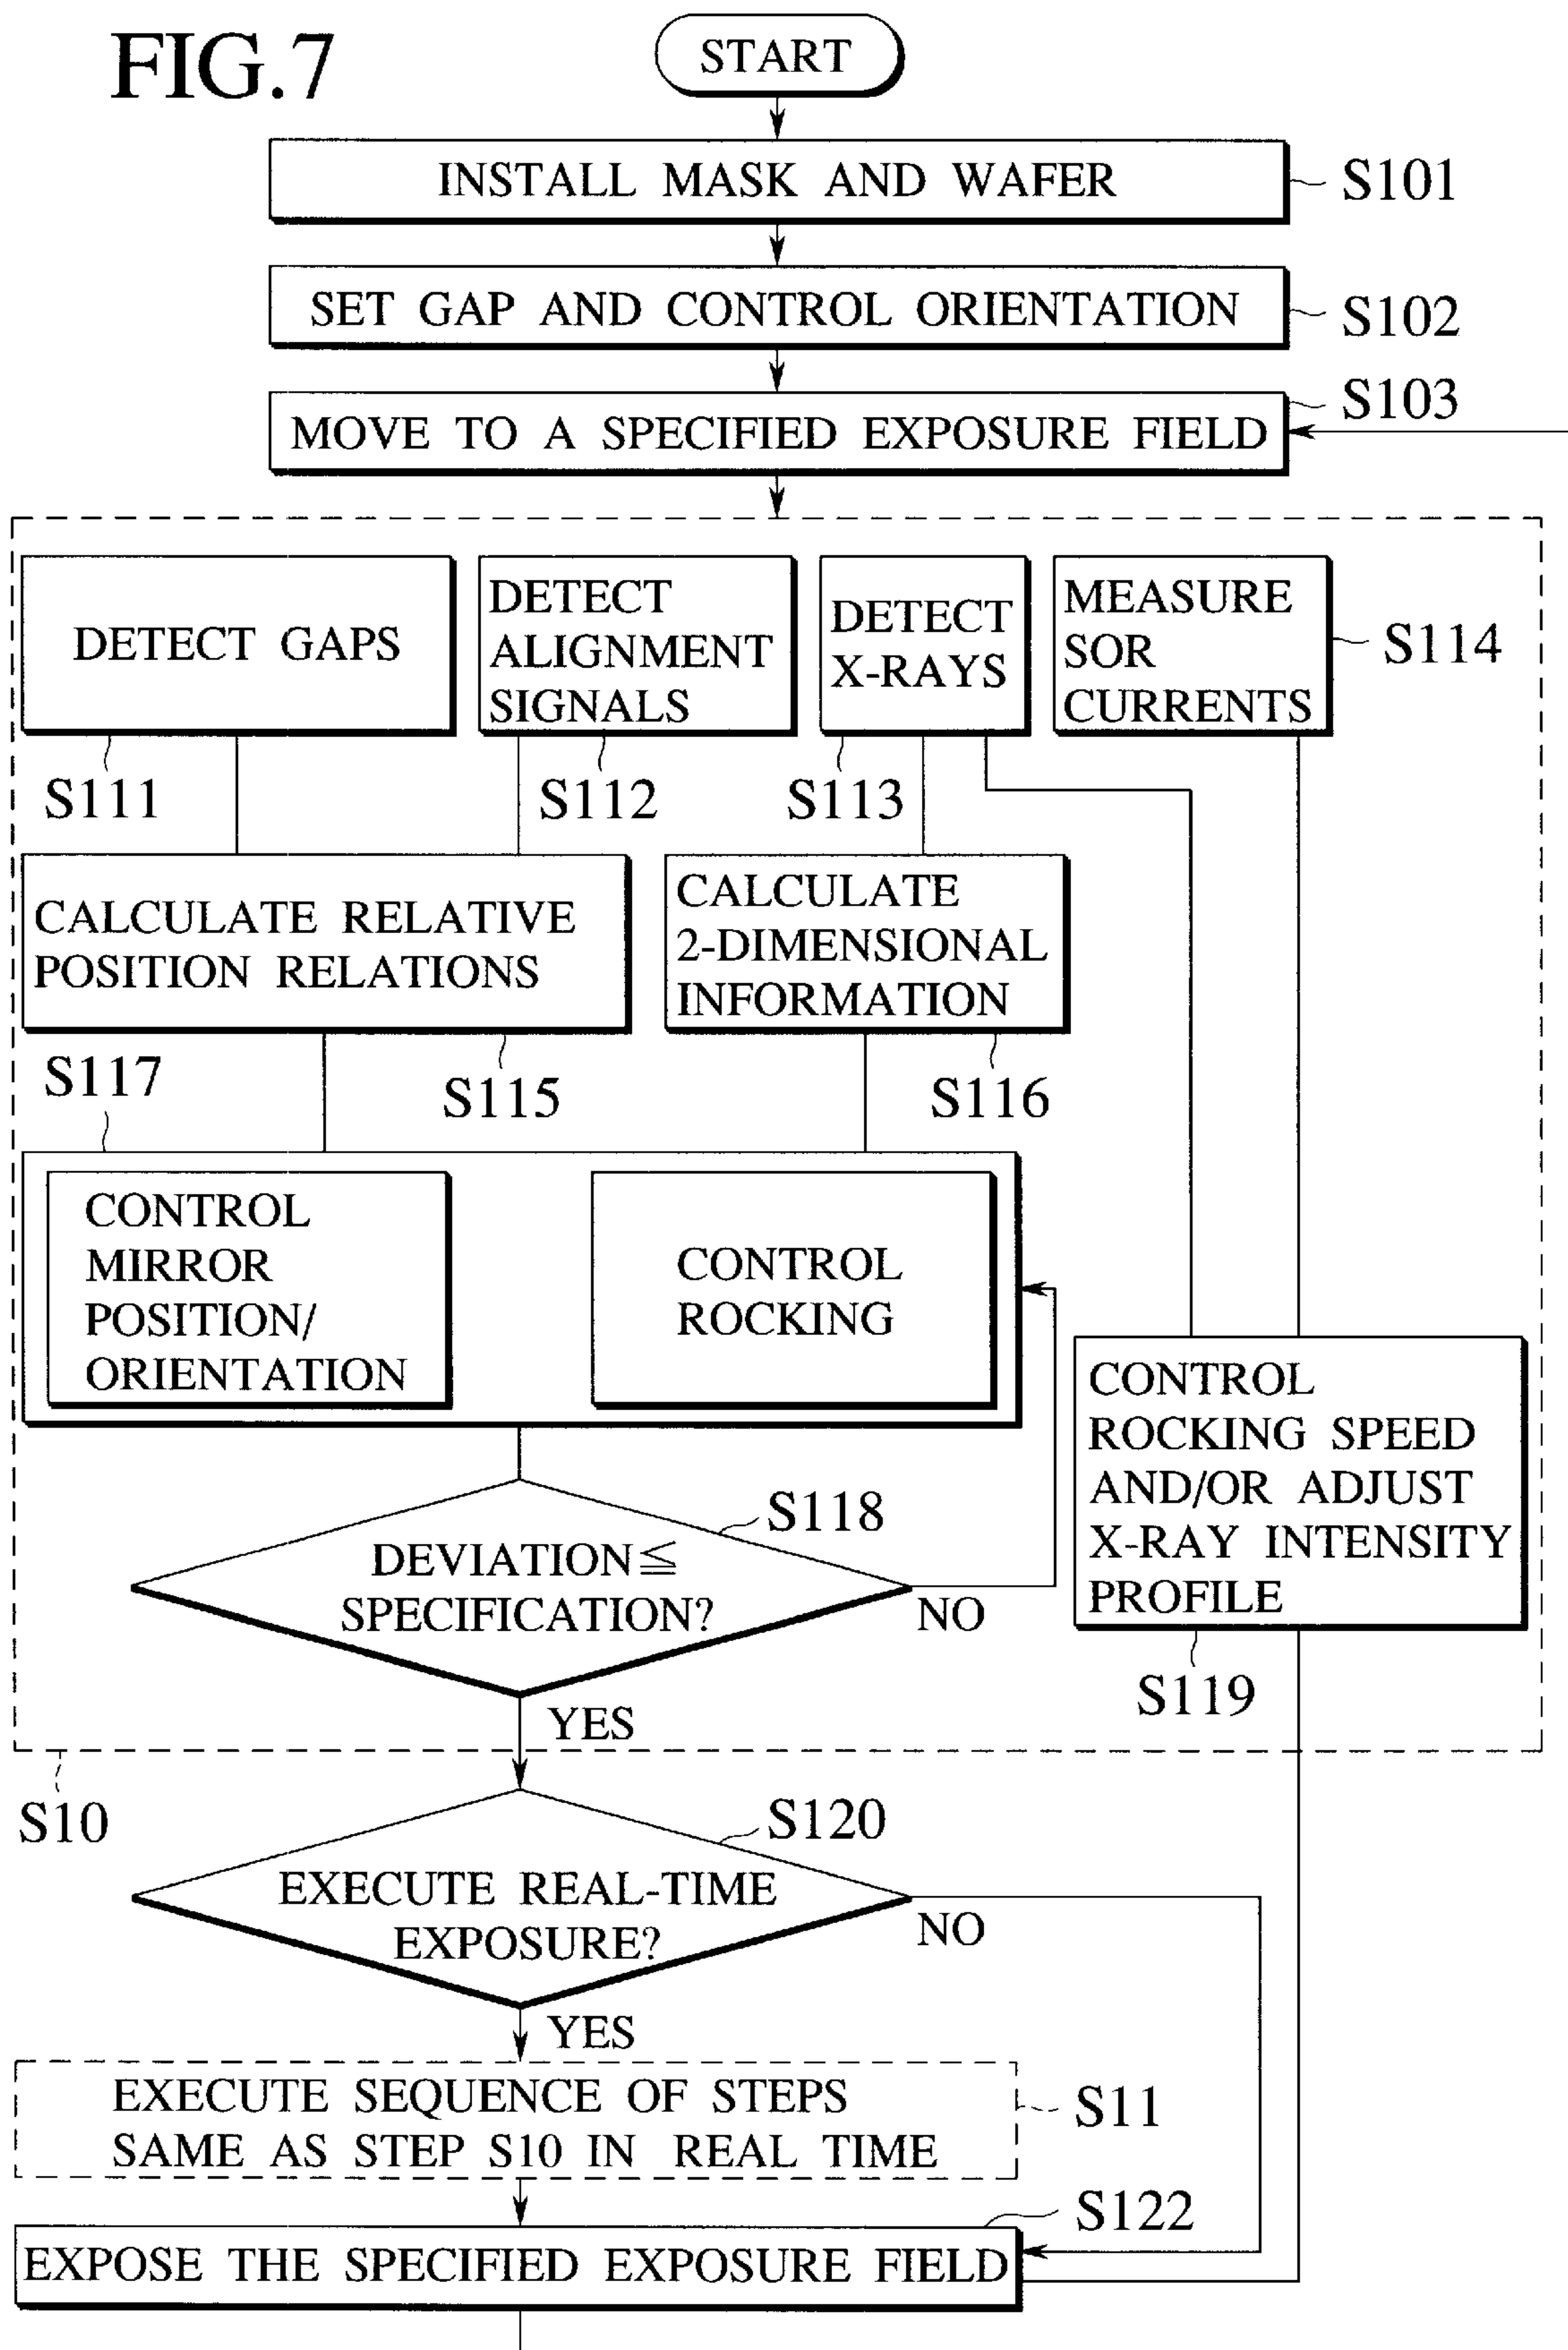 FIG.7
START
INSTALL MASK AND WAFER
S101
SET GAP AND CONTROL ORIENTATION
S102
S103
MOVE TO A SPECIFIED EXPOSURE FIELD
DETECT GAPS
S111
DETECT
ALIGNMENT
SIGNALS
S112
DETECT
X-RAYS
S113
MEASURE
SOR
CURRENTS
S114
CALCULATE RELATIVE
POSITION RELATIONS
S115
CALCULATE
2-DIMENSIONAL
INFORMATION
S116
S117
CONTROL
MIRROR
POSITION/
ORIENTATION
CONTROL
ROCKING
CONTROL
ROCKING SPEED
AND/OR ADJUST
X-RAY INTENSITY
PROFILE
S119
S118
DEVIATION≦
SPECIFICATION?
NO
YES
S10
S120
EXECUTE REAL-TIME
EXPOSURE?
NO
YES
EXECUTE SEQUENCE OF STEPS
SAME AS STEP S10 IN REAL TIME
S11
S122
EXPOSE THE SPECIFIED EXPOSURE FIELD